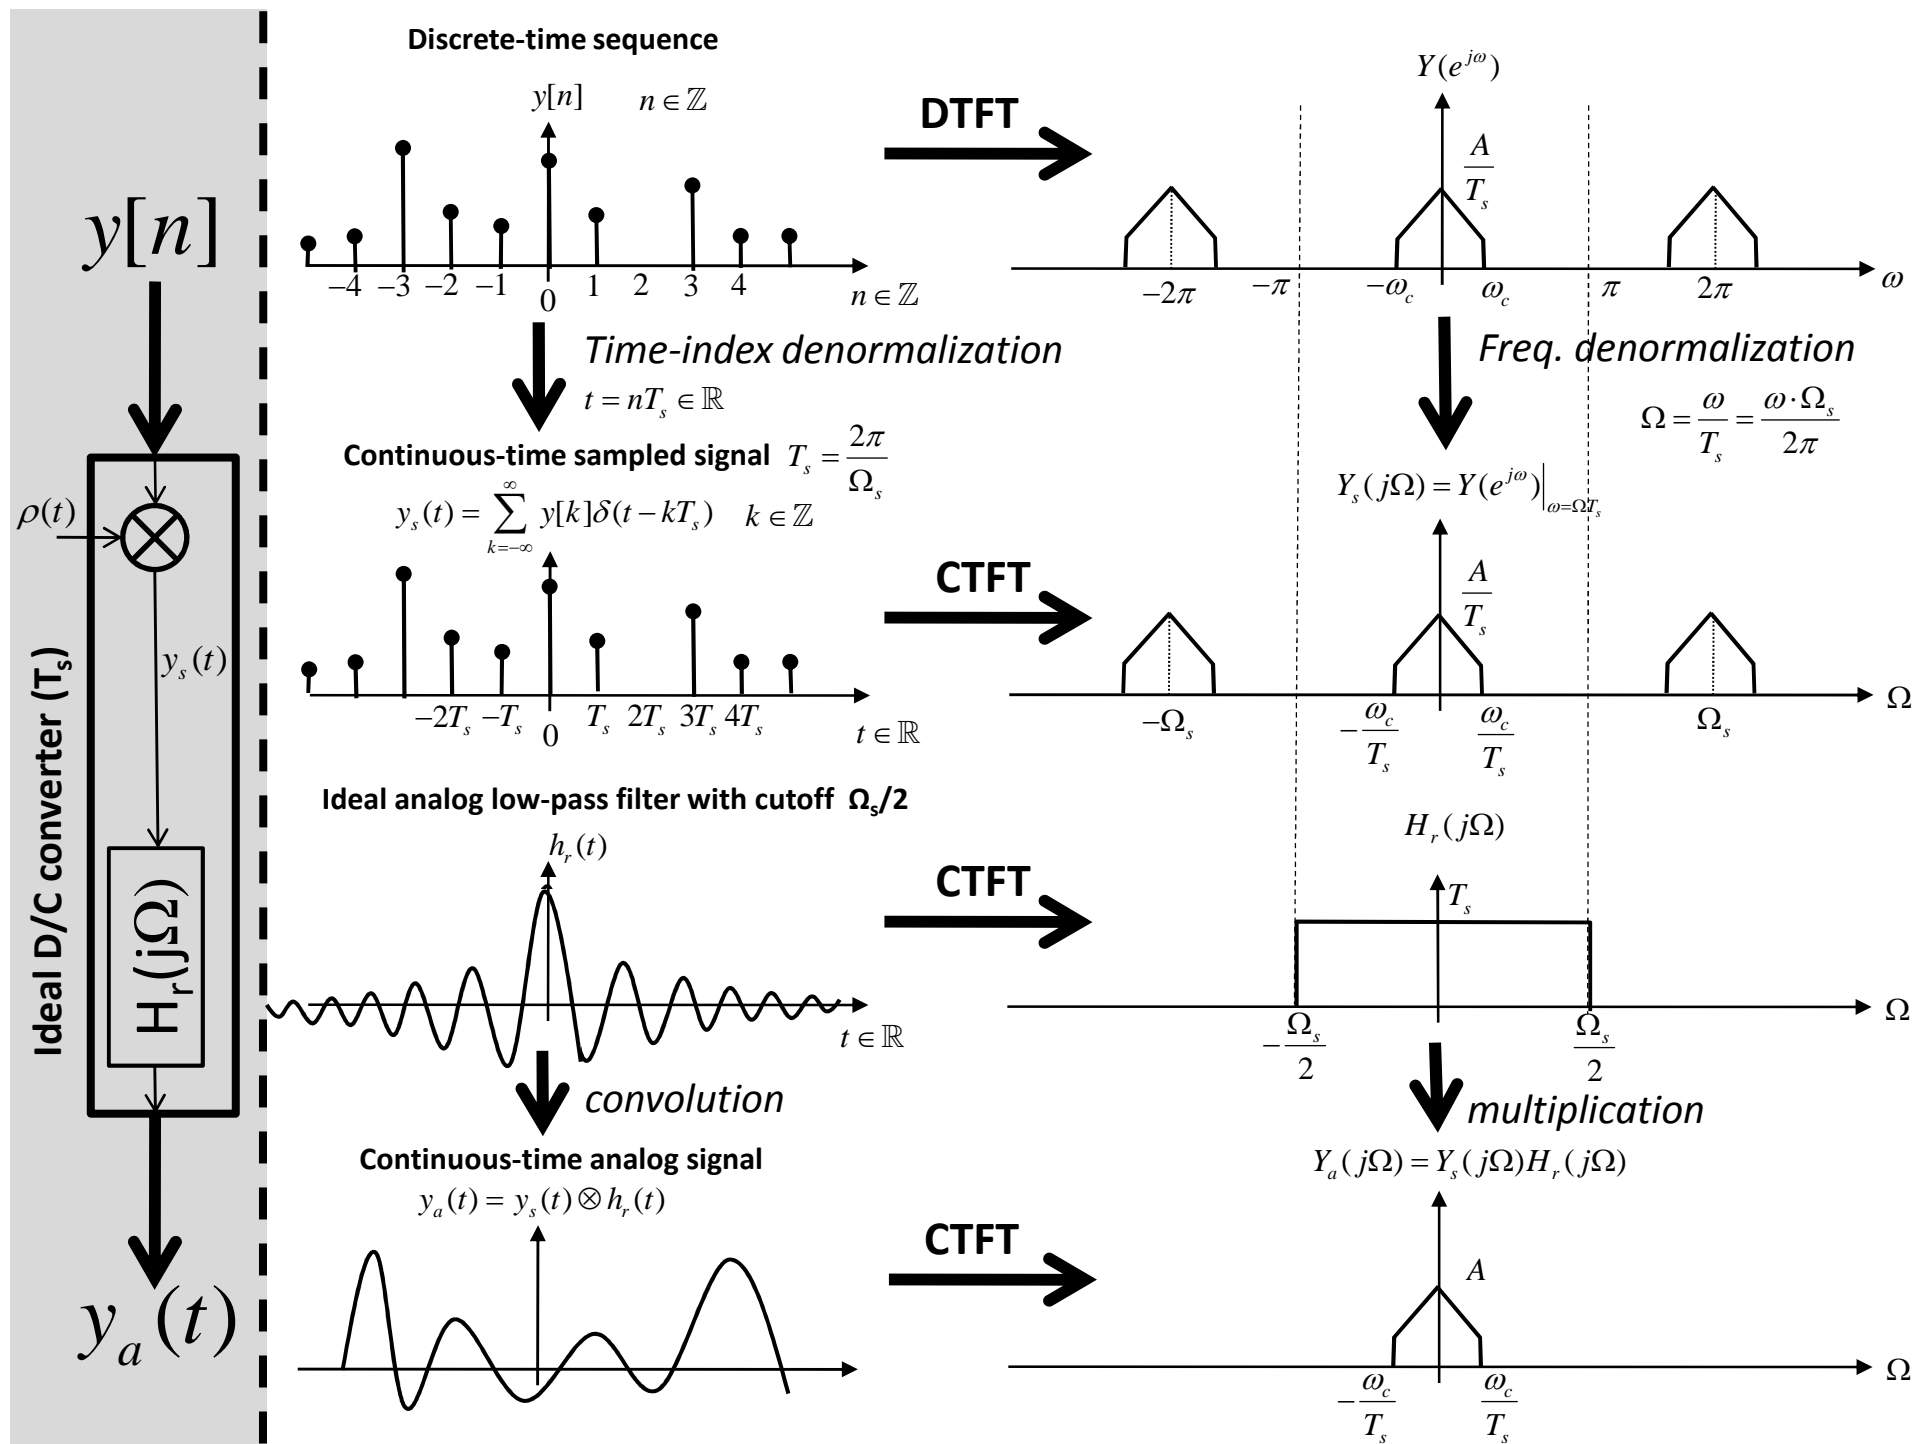 y[n]
ρ(t)
y_s(t)
Ideal D/C converter (T_s)
H_r(jΩ)
y_a(t)
Discrete-time sequence
y[n] n ∈ ℤ
−4 −3 −2 −1 0 1 2 3 4
n ∈ ℤ
DTFT
Y(e^{jω})
A/T_s
−2π −π −ω_c ω_c π 2π ω
Time-index denormalization
t = nT_s ∈ ℝ
Freq. denormalization
Ω = ω/T_s = ω·Ω_s/2π
Continuous-time sampled signal T_s = 2π/Ω_s
y_s(t) = ∑_{k=−∞}^{∞} y[k]δ(t − kT_s) k ∈ ℤ
−2T_s −T_s 0 T_s 2T_s 3T_s 4T_s
t ∈ ℝ
CTFT
Y_s(jΩ) = Y(e^{jω})|_{ω=ΩT_s}
A/T_s
−Ω_s −ω_c/T_s ω_c/T_s Ω_s Ω
Ideal analog low-pass filter with cutoff Ω_s/2
h_r(t)
t ∈ ℝ
CTFT
H_r(jΩ)
T_s
−Ω_s/2 Ω_s/2 Ω
convolution
multiplication
Continuous-time analog signal
y_a(t) = y_s(t) ⊗ h_r(t)
CTFT
Y_a(jΩ) = Y_s(jΩ)H_r(jΩ)
A
−ω_c/T_s ω_c/T_s Ω